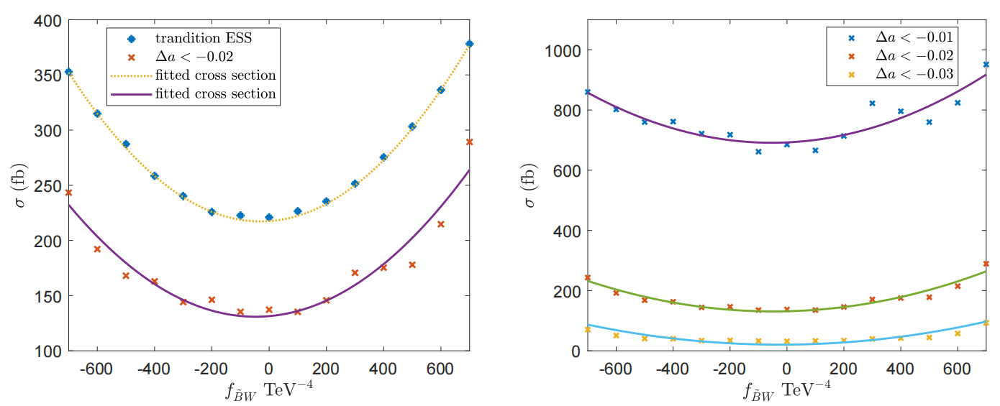 400
350
300
250
200
150
100
σ (fb)
trandition ESS
Δa < −0.02
fitted cross section
fitted cross section
-600 -400 -200 0 200 400 600
f_{B̃W} TeV⁻⁴
1000
800
600
400
200
0
σ (fb)
Δa < −0.01
Δa < −0.02
Δa < −0.03
-600 -400 -200 0 200 400 600
f_{B̃W} TeV⁻⁴